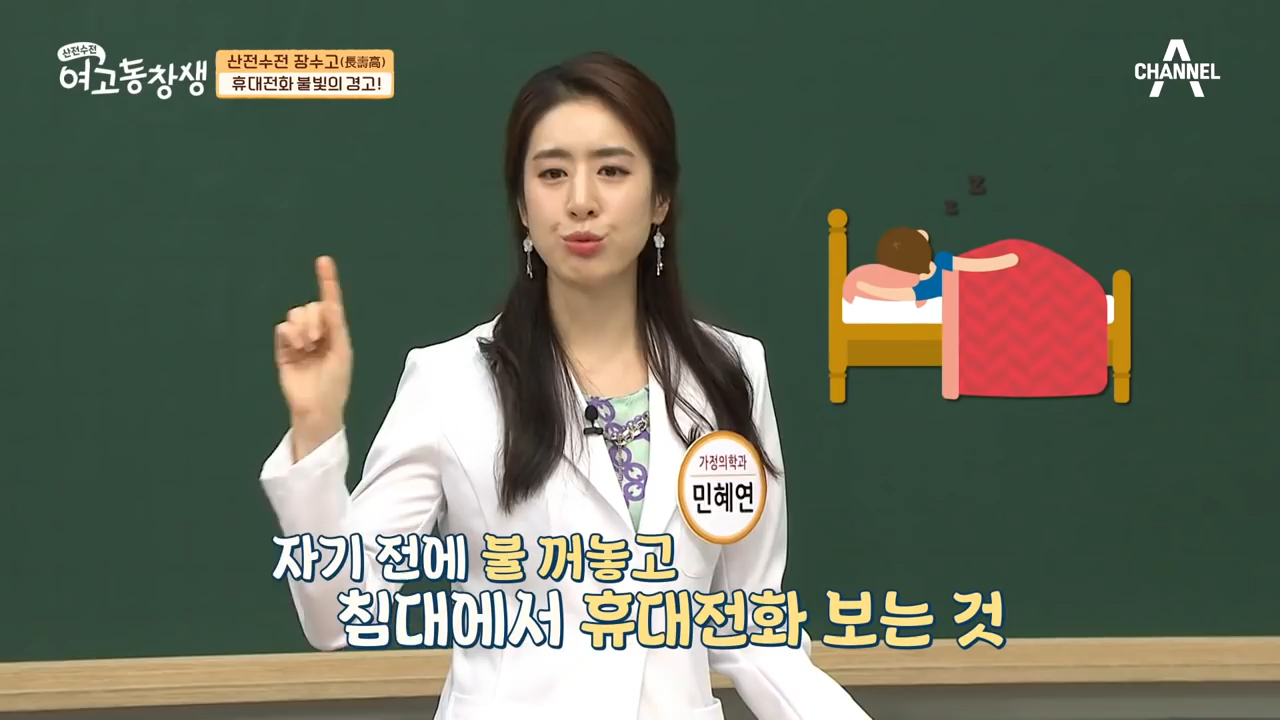 산전수전
여고동창생
산전수전 장수고(長壽高)
휴대전화 불빛의 경고!
CHANNEL A
z
z
가정의학과
민혜연
자기 전에 불 꺼놓고
침대에서 휴대전화 보는 것